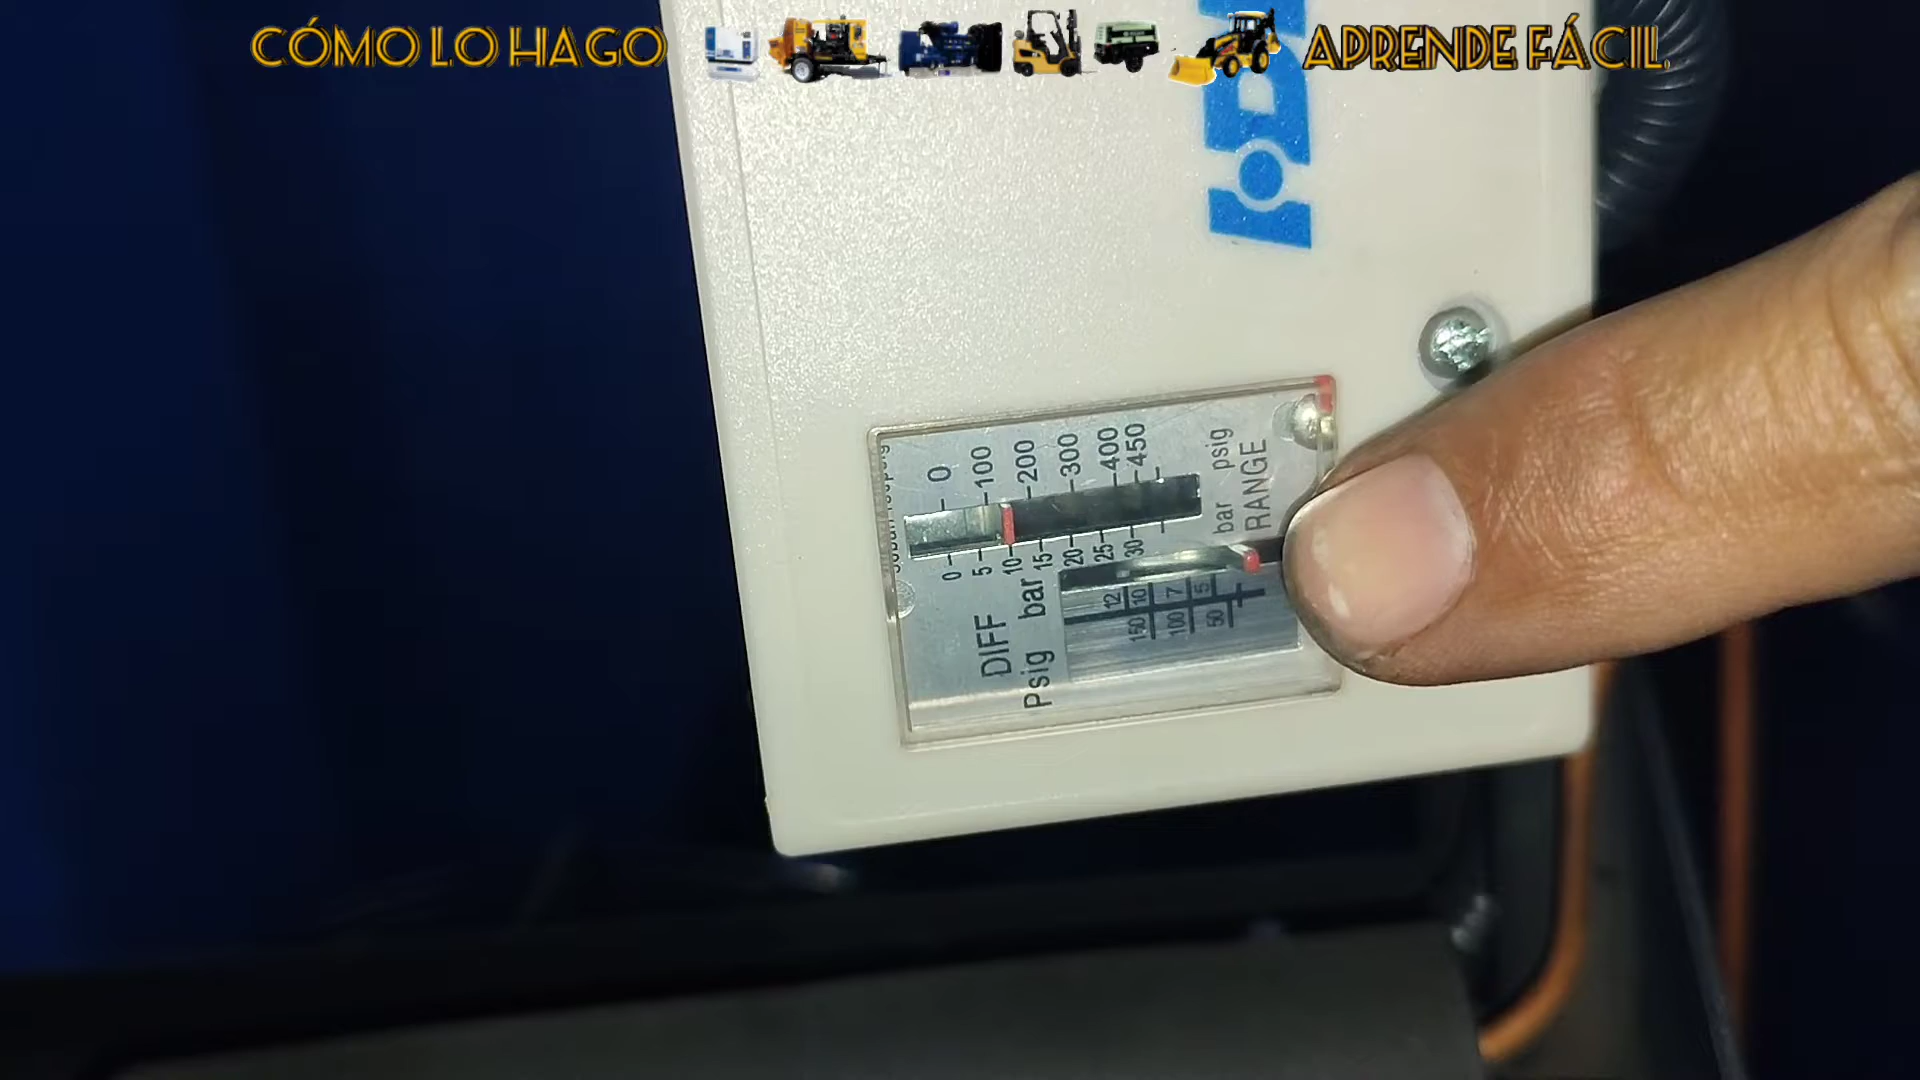 CÓMO LO HAGO APRENDE FÁCIL.
psig
0 100 200 300 400 450
bar psig
RANGE
0 5 10 15 20 25 30
DIFF
Psig bar
12 10 7 5
150 100 50